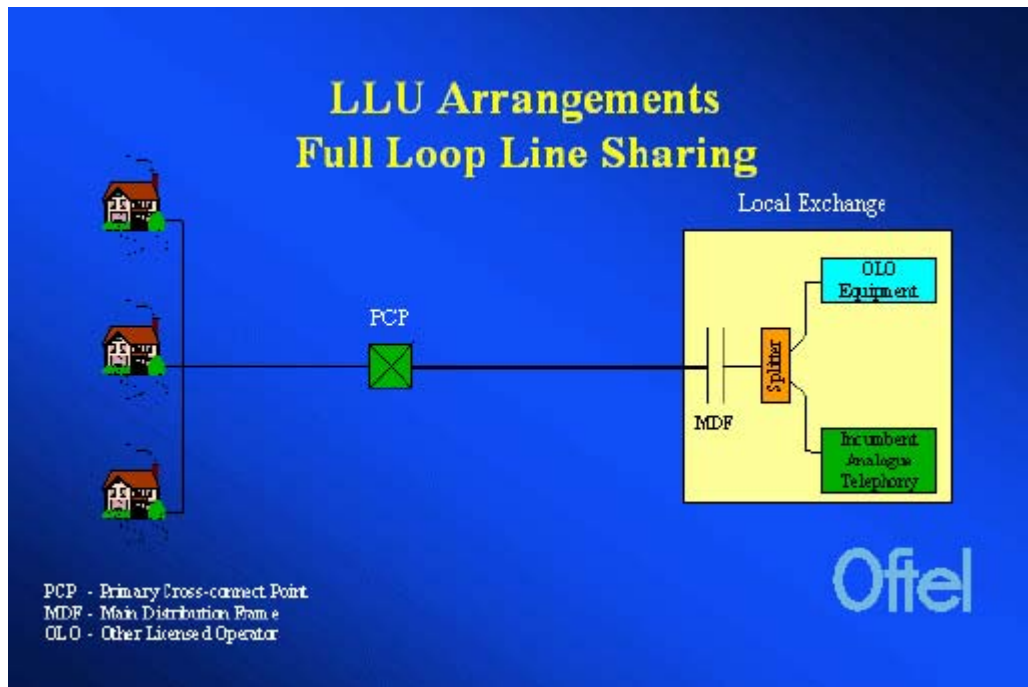 LLU Arrangements
Full Loop Line Sharing
Local Exchange
OLO
Equipment
PCP
Splitter
MDF
Incumbent
Analogue
Telephony
Oftel
PCP - Primary Cross-connect Point
MDF - Main Distribution Frame
OLO - Other Licensed Operator